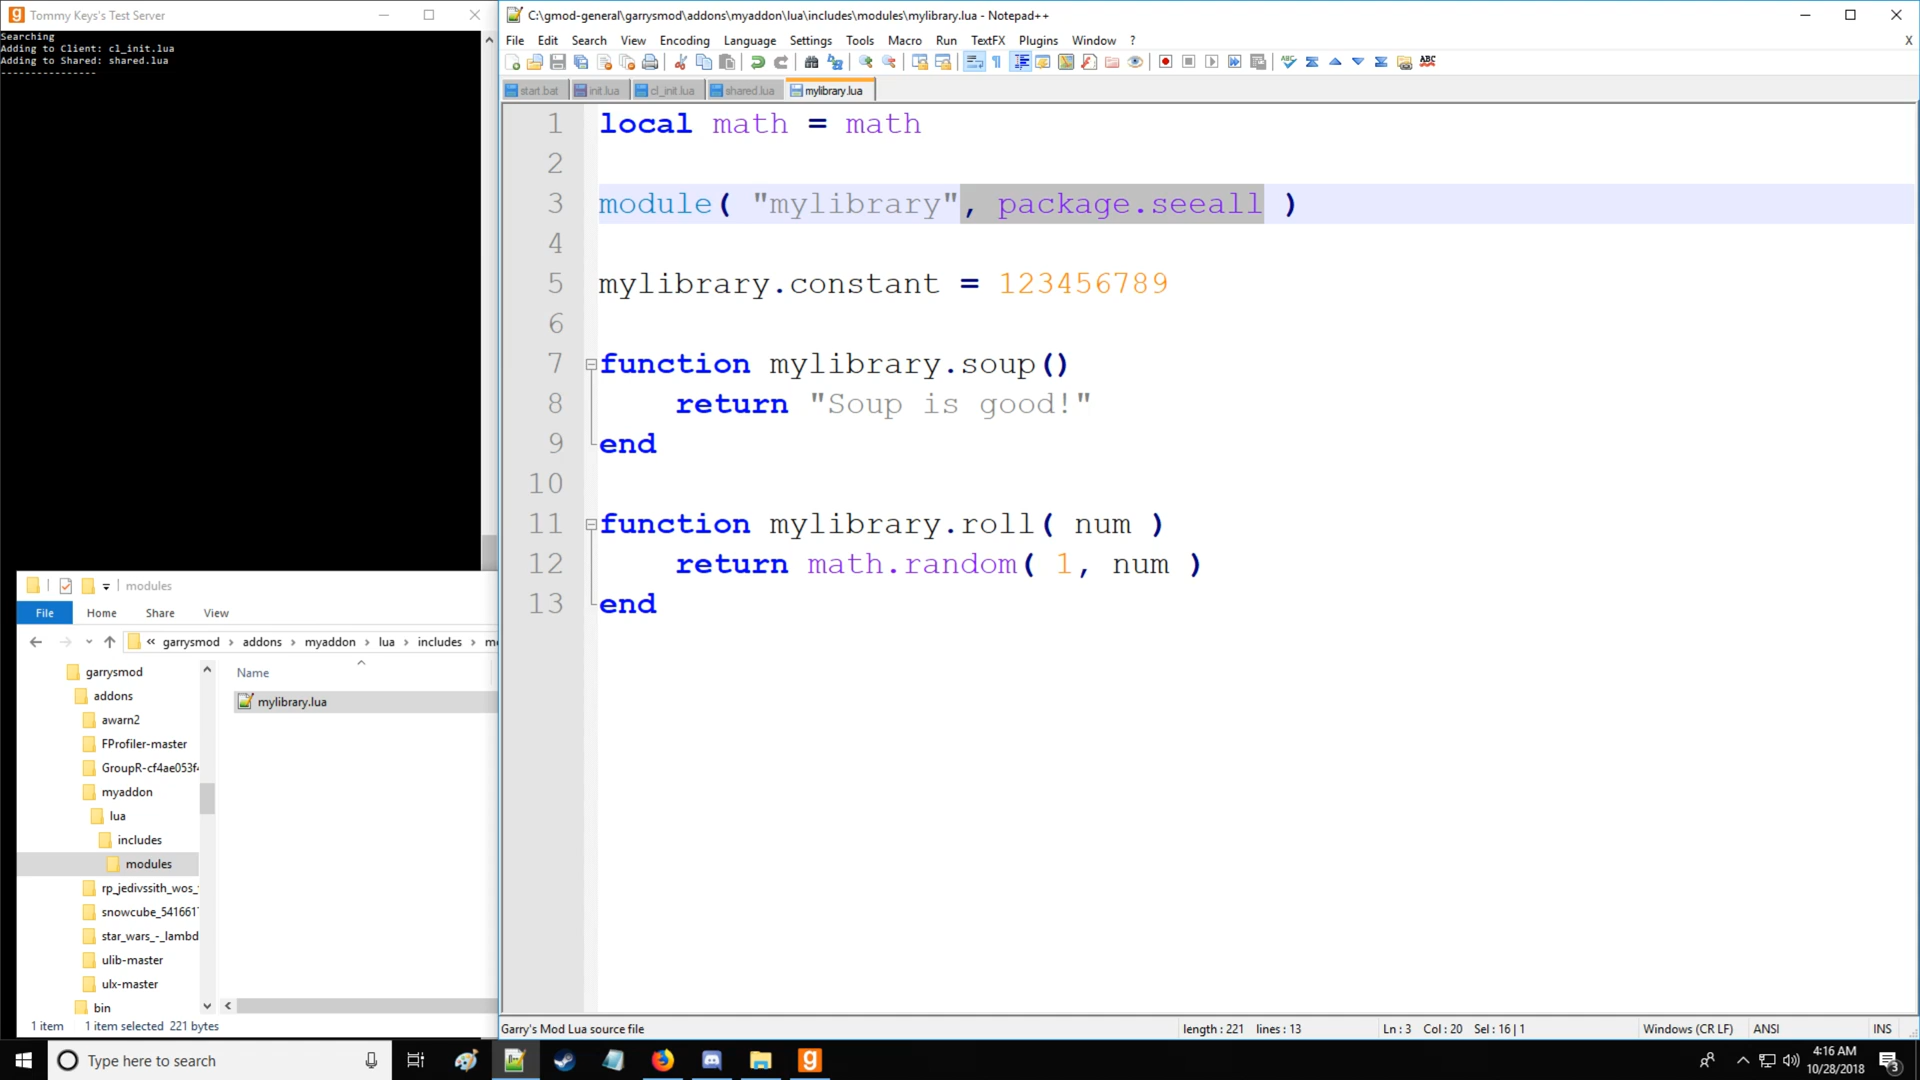 Tommy Keys's Test Server
Searching
Adding to Client: cl_init.lua
Adding to Shared: shared.lua
----------------
C:\gmod-general\garrysmod\addons\myaddon\lua\includes\modules\mylibrary.lua - Notepad++
File Edit Search View Encoding Language Settings Tools Macro Run TextFX Plugins Window ? X
start.bat init.lua cl_init.lua shared.lua mylibrary.lua
1 local math = math
2
3 module( "mylibrary", package.seeall )
4
5 mylibrary.constant = 123456789
6
7 function mylibrary.soup()
8 return "Soup is good!"
9 end
10
11 function mylibrary.roll( num )
12 return math.random( 1, num )
13 end
modules
File Home Share View
« garrysmod › addons › myaddon › lua › includes › mo
garrysmod
addons
awarn2
FProfiler-master
GroupR-cf4ae053f4
myaddon
lua
includes
modules
rp_jedivssith_wos_
snowcube_541661
star_wars_-_lambd
ulib-master
ulx-master
bin
Name
mylibrary.lua
1 item 1 item selected 221 bytes
Garry's Mod Lua source file length : 221 lines : 13 Ln : 3 Col : 20 Sel : 16 | 1 Windows (CR LF) ANSI INS
Type here to search
4:16 AM
10/28/2018
3